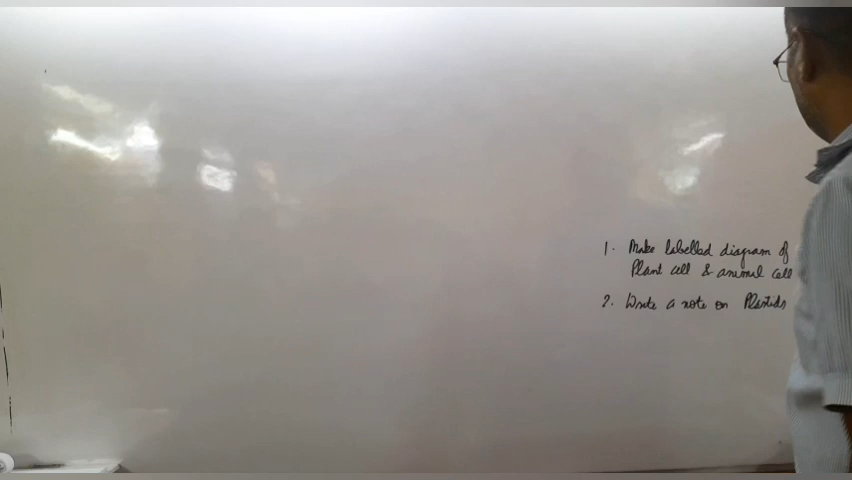 1. Make labelled diagram of
Plant cell & animal cell
2. Write a note on Plastids